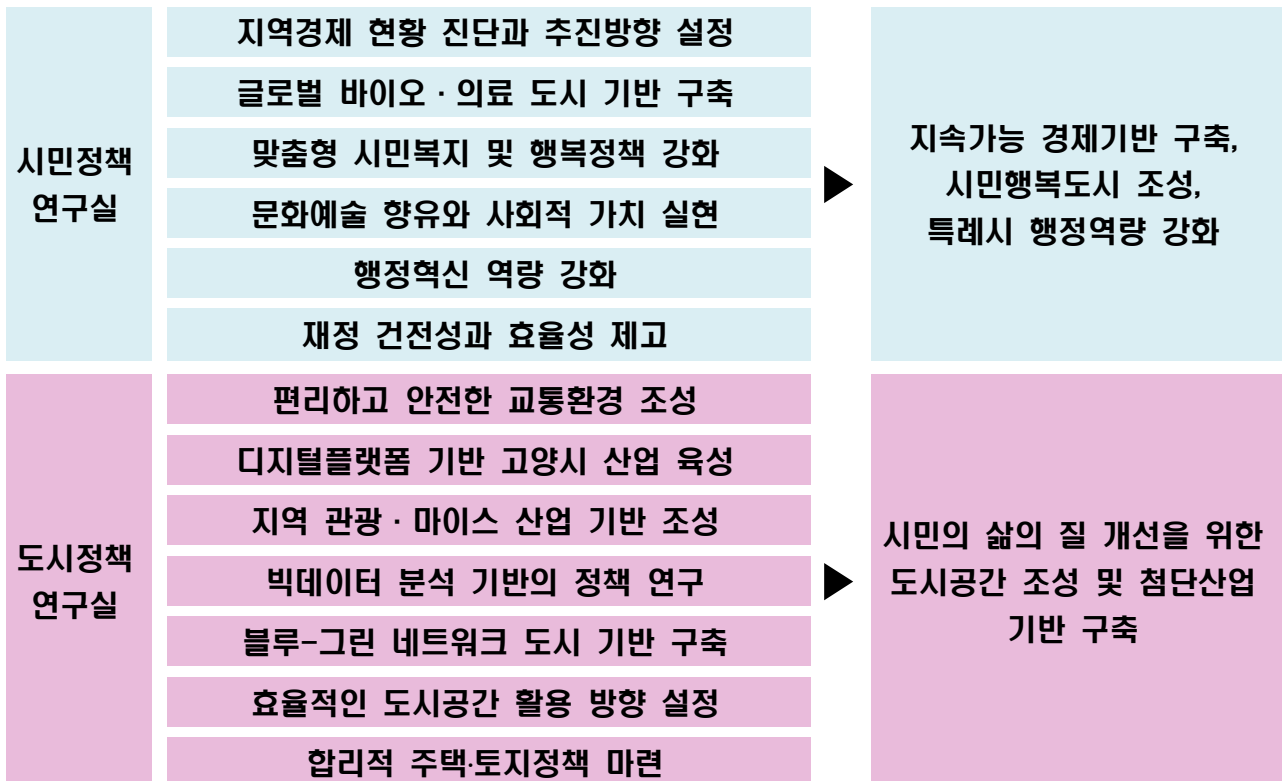 시민정책
연구실
지역경제 현황 진단과 추진방향 설정
글로벌 바이오·의료 도시 기반 구축
맞춤형 시민복지 및 행복정책 강화
문화예술 향유와 사회적 가치 실현
행정혁신 역량 강화
재정 건전성과 효율성 제고
지속가능 경제기반 구축,
시민행복도시 조성,
특례시 행정역량 강화
도시정책
연구실
편리하고 안전한 교통환경 조성
디지털플랫폼 기반 고양시 산업 육성
지역 관광·마이스 산업 기반 조성
빅데이터 분석 기반의 정책 연구
블루-그린 네트워크 도시 기반 구축
효율적인 도시공간 활용 방향 설정
합리적 주택·토지정책 마련
시민의 삶의 질 개선을 위한
도시공간 조성 및 첨단산업
기반 구축